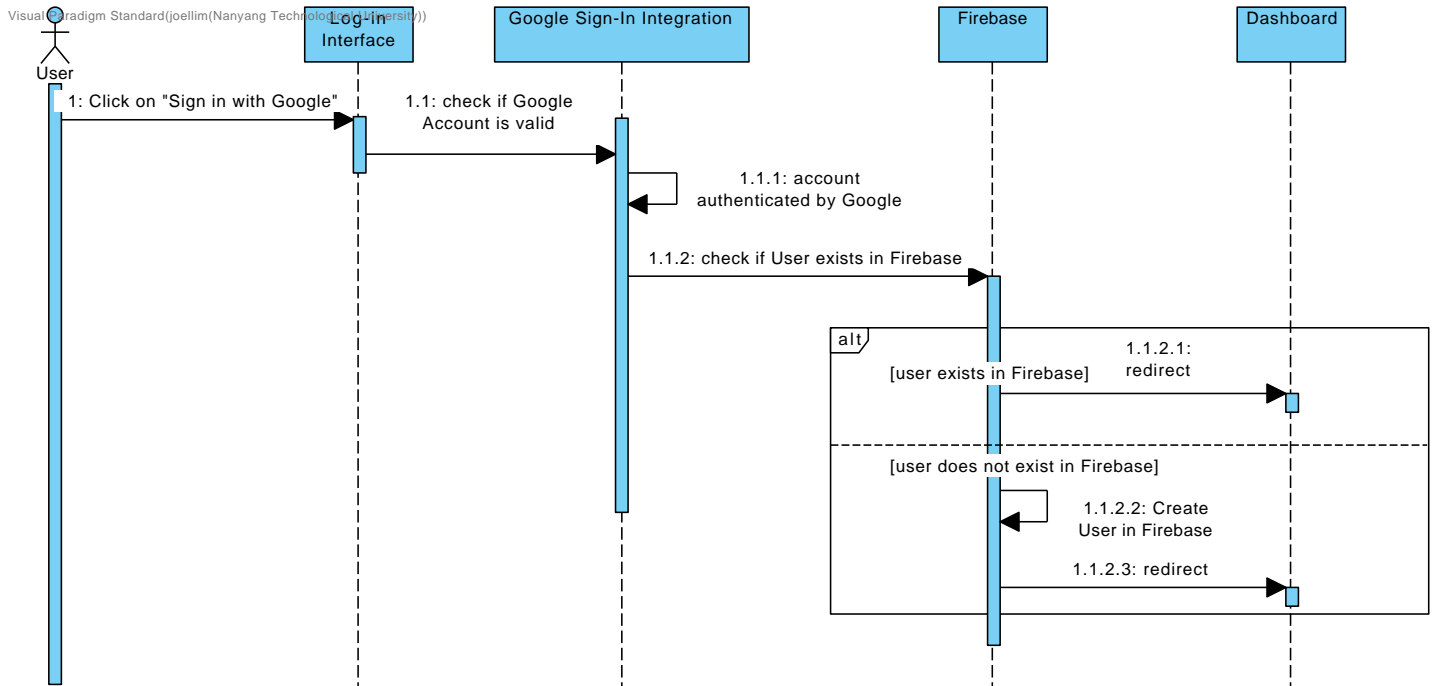 Visual Paradigm Standard(joellim(Nanyang Technological University))
User
Log-In
Interface
Google Sign-In Integration
Firebase
Dashboard
1: Click on "Sign in with Google"
1.1: check if Google
Account is valid
1.1.1: account
authenticated by Google
1.1.2: check if User exists in Firebase
alt
1.1.2.1:
redirect
[user exists in Firebase]
[user does not exist in Firebase]
1.1.2.2: Create
User in Firebase
1.1.2.3: redirect